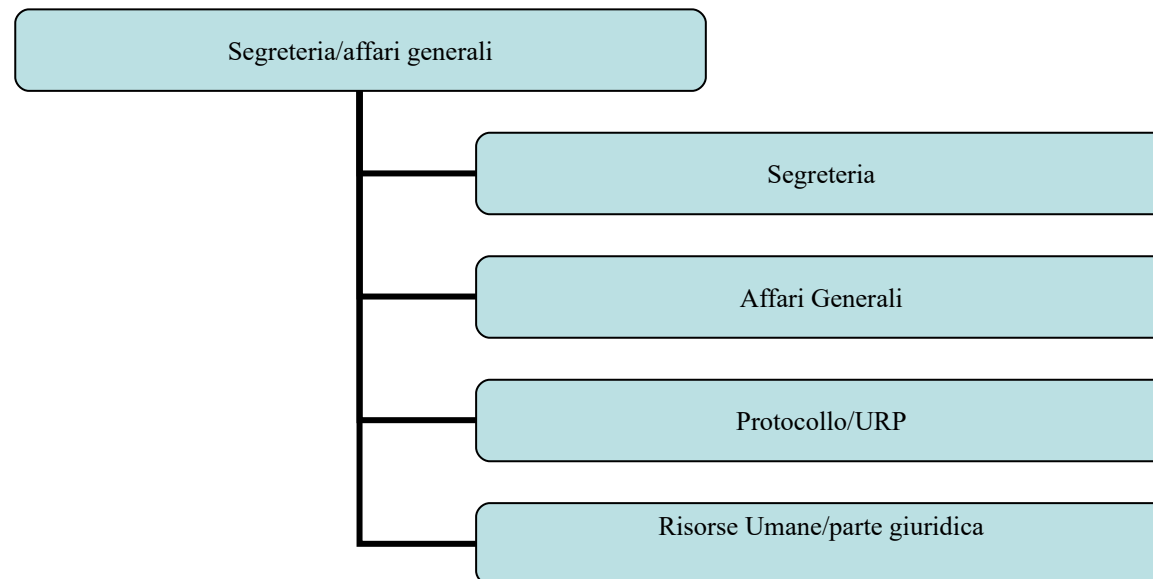 Segreteria/affari generali
Segreteria
Affari Generali
Protocollo/URP
Risorse Umane/parte giuridica